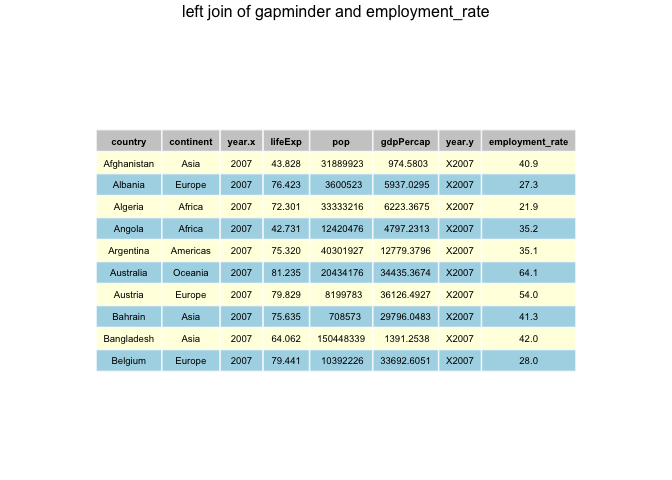 left join of gapminder and employment_rate
country continent year.x lifeExp pop gdpPercap year.y employment_rate
Afghanistan Asia 2007 43.828 31889923 974.5803 X2007 40.9
Albania Europe 2007 76.423 3600523 5937.0295 X2007 27.3
Algeria Africa 2007 72.301 33333216 6223.3675 X2007 21.9
Angola Africa 2007 42.731 12420476 4797.2313 X2007 35.2
Argentina Americas 2007 75.320 40301927 12779.3796 X2007 35.1
Australia Oceania 2007 81.235 20434176 34435.3674 X2007 64.1
Austria Europe 2007 79.829 8199783 36126.4927 X2007 54.0
Bahrain Asia 2007 75.635 708573 29796.0483 X2007 41.3
Bangladesh Asia 2007 64.062 150448339 1391.2538 X2007 42.0
Belgium Europe 2007 79.441 10392226 33692.6051 X2007 28.0